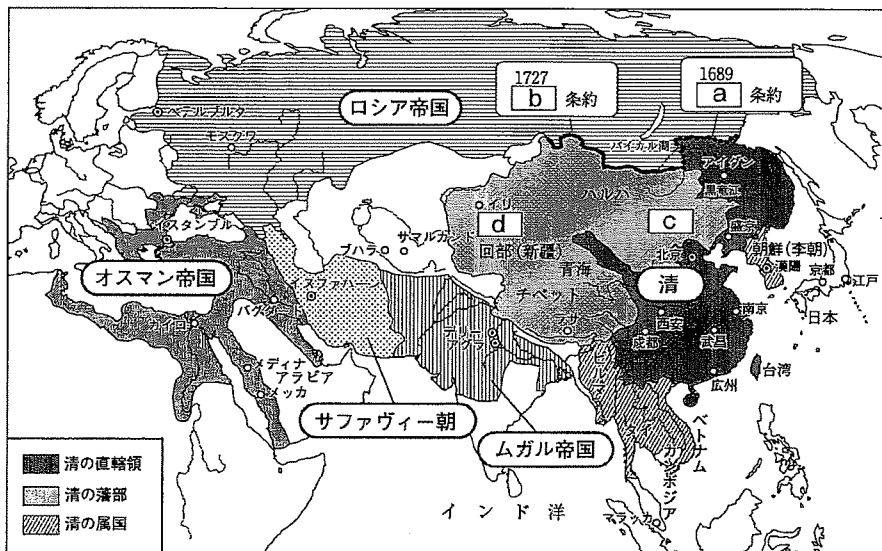 1727
b 条約
1689
a 条約
ロシア帝国
ペテルブルク
モスクワ
バイカル湖
アイグン
黒竜江
ハルハ
イリ
d
c
盛京
イスタンブル
ブハラ
サマルカンド
回部(新疆)
北京
朝鮮(李朝)
漢陽
京都
江戸
日本
青海
清
オスマン帝国
イスファハーン
チベット
バグダード
ラサ
西安
南京
カイロ
デリー
アグラ
成都
武昌
メディナ
アラビア
メッカ
ビルマ
タイ
広州
台湾
サファヴィー朝
ムガル帝国
ベトナム
カンボジア
インド洋
マラッカ
清の直轄領
清の藩部
清の属国